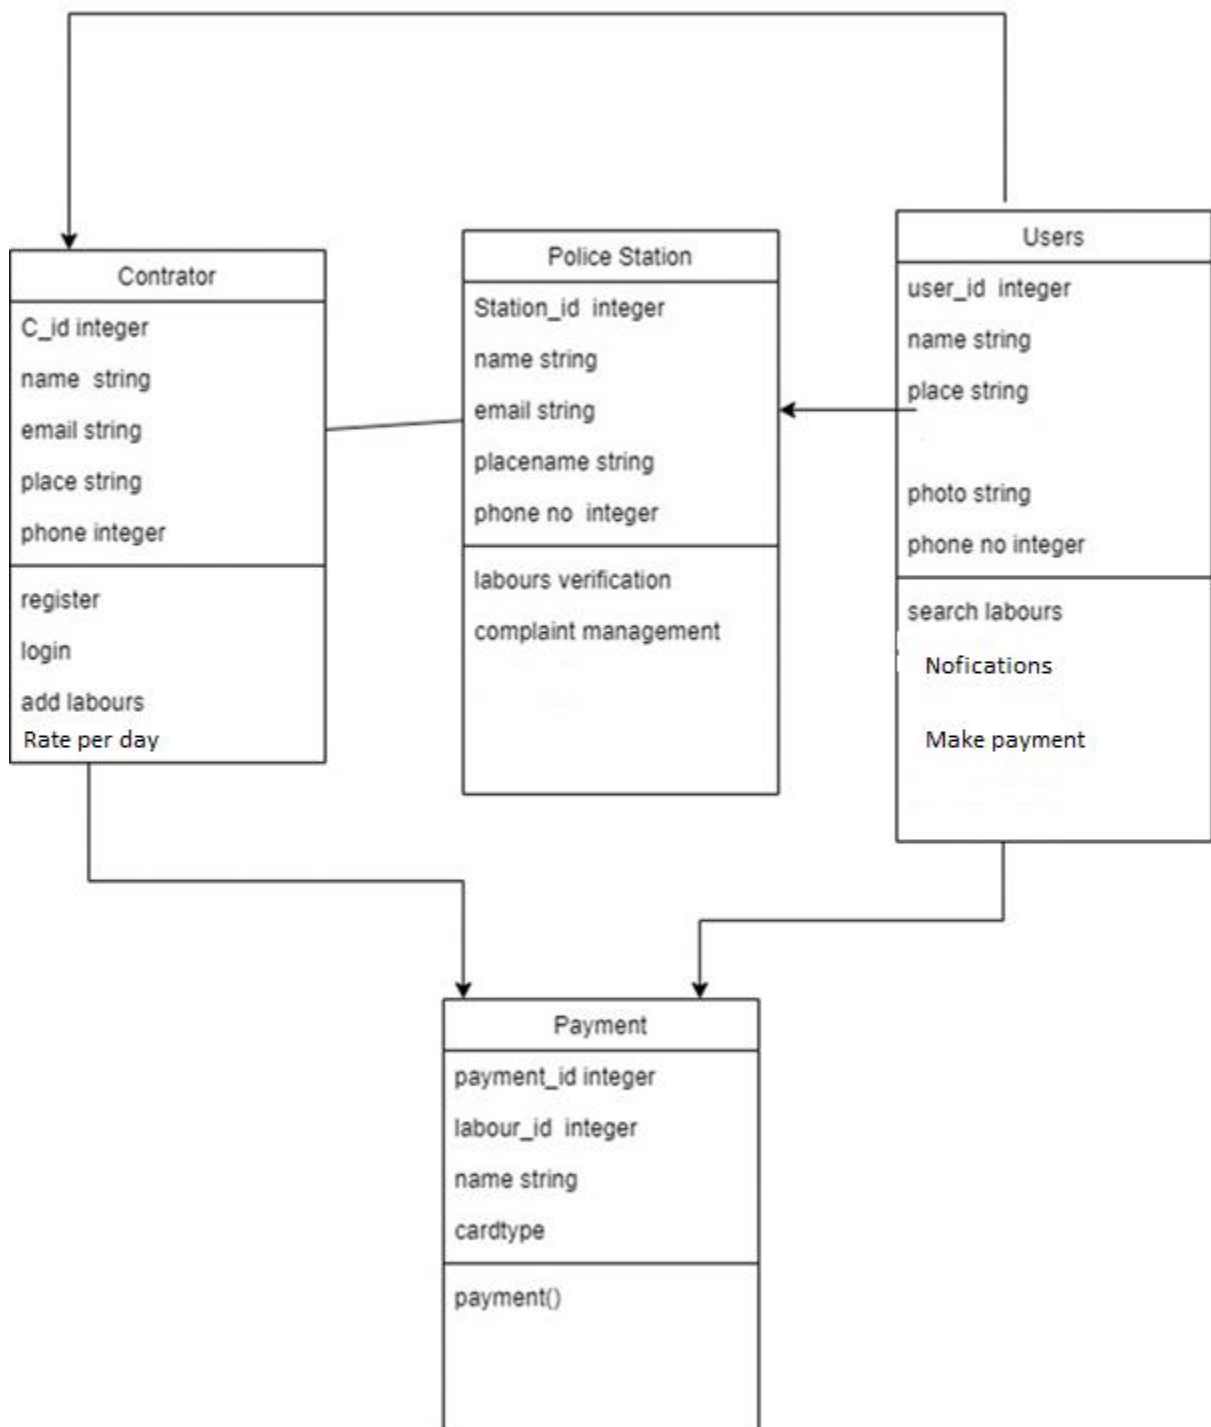 Contrator
C_id integer
name string
email string
place string
phone integer
register
login
add labours
Rate per day
Police Station
Station_id integer
name string
email string
placename string
phone no integer
labours verification
complaint management
Users
user_id integer
name string
place string
photo string
phone no integer
search labours
Nofications
Make payment
Payment
payment_id integer
labour_id integer
name string
cardtype
payment()